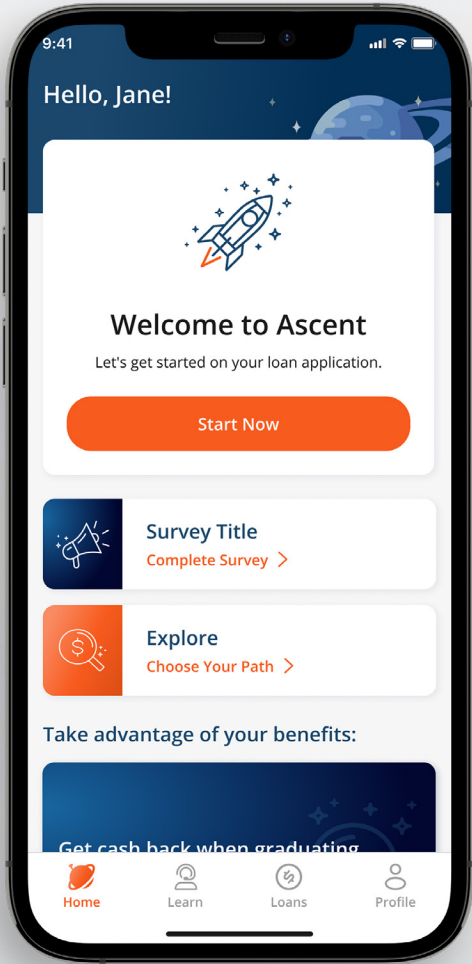 9:41
Hello, Jane!
Welcome to Ascent
Let's get started on your loan application.
Start Now
Survey Title
Complete Survey
$
Explore
Choose Your Path
Take advantage of your benefits:
Get cash back when graduating
Home
Learn
Loans
Profile